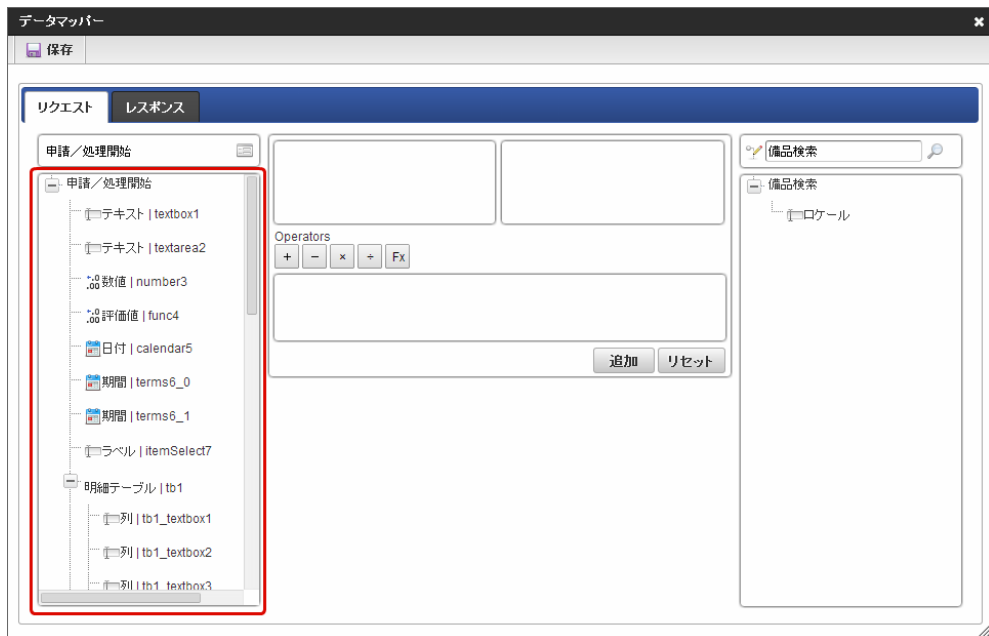 データマッパー
保存
リクエスト レスポンス
申請／処理開始
申請／処理開始
テキスト | textbox1
テキスト | textarea2
数値 | number3
評価値 | func4
日付 | calendar5
期間 | terms6_0
期間 | terms6_1
ラベル | itemSelect7
明細テーブル | tb1
列 | tb1_textbox1
列 | tb1_textbox2
列 | tb1_textbox3
Operators
+ − × ÷ Fx
追加 リセット
備品検索
備品検索
ロケール